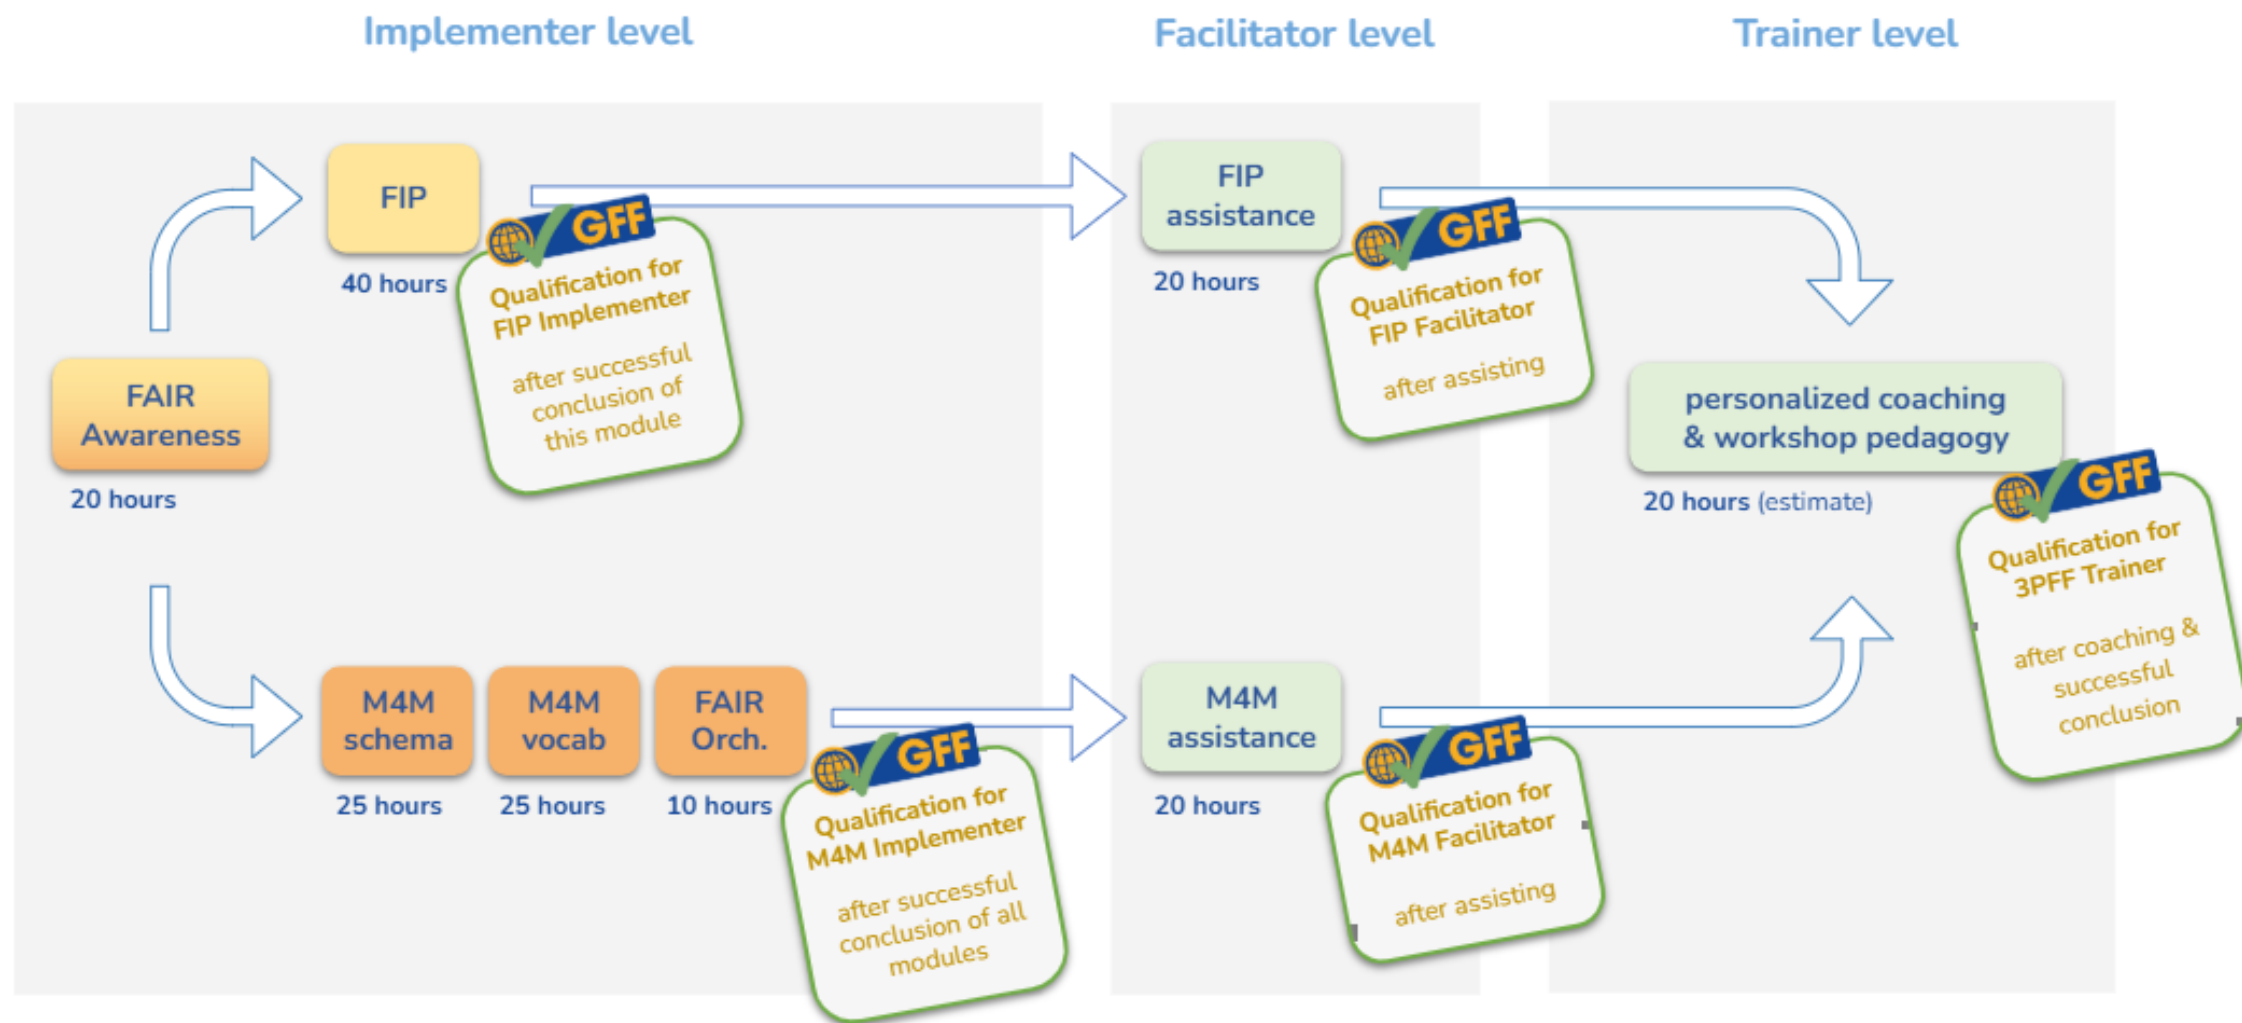 Implementer level
Facilitator level
Trainer level
FIP
40 hours
GFF
Qualification for
FIP Implementer
after successful
conclusion of
this module
FIP
assistance
20 hours
GFF
Qualification for
FIP Facilitator
after assisting
FAIR
Awareness
20 hours
personalized coaching
& workshop pedagogy
20 hours (estimate)
GFF
Qualification for
3PFF Trainer
after coaching &
successful
conclusion
M4M
schema
25 hours
M4M
vocab
25 hours
FAIR
Orch.
10 hours
GFF
Qualification for
M4M Implementer
after successful
conclusion of all
modules
M4M
assistance
20 hours
GFF
Qualification for
M4M Facilitator
after assisting